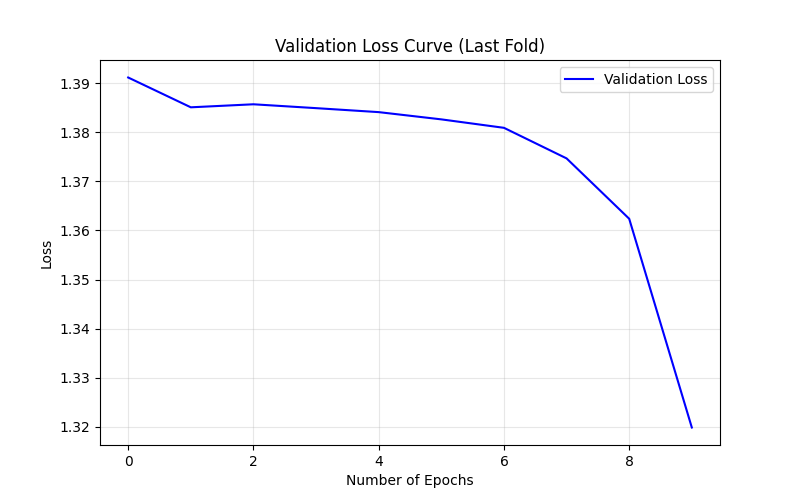 Validation Loss Curve (Last Fold)
Validation Loss
1.39
1.38
1.37
1.36
1.35
1.34
1.33
1.32
Loss
0 2 4 6 8
Number of Epochs